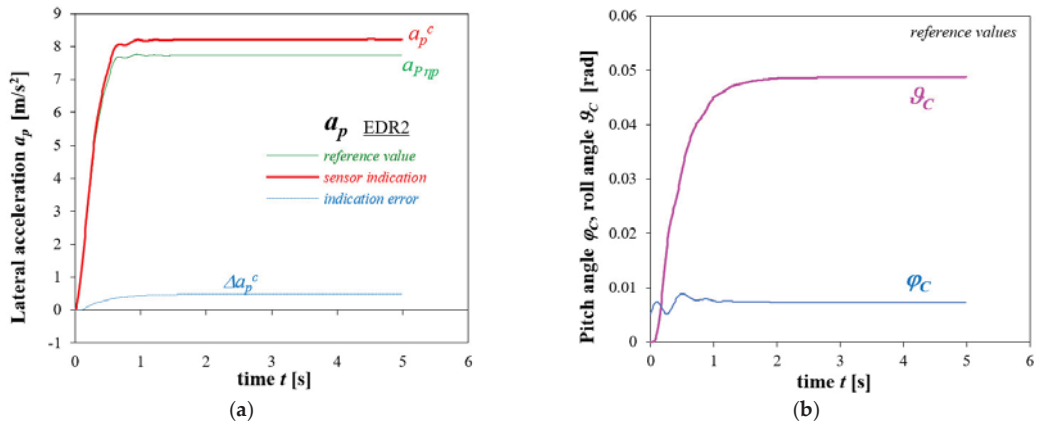 9
8
7
6
5
4
3
2
1
0
-1
Lateral acceleration a_p [m/s²]
a_p^c
a_{Pηp}
a_p EDR2
reference value
sensor indication
indication error
Δa_p^c
0 1 2 3 4 5 6
time t [s]
(a)
0.06
0.05
0.04
0.03
0.02
0.01
0
Pitch angle φ_C, roll angle ϑ_C [rad]
reference values
ϑ_C
φ_C
0 1 2 3 4 5 6
time t [s]
(b)